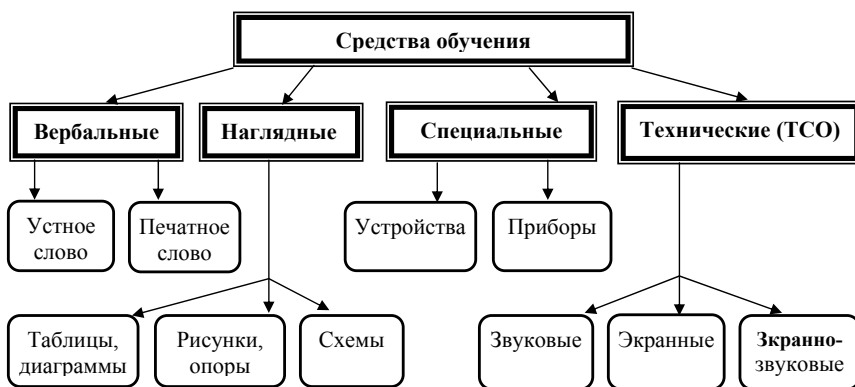 Средства обучения
Вербальные
Наглядные
Специальные
Технические (ТСО)
Устное
слово
Печатное
слово
Устройства
Приборы
Таблицы,
диаграммы
Рисунки,
опоры
Схемы
Звуковые
Экранные
Зкранно-
звуковые